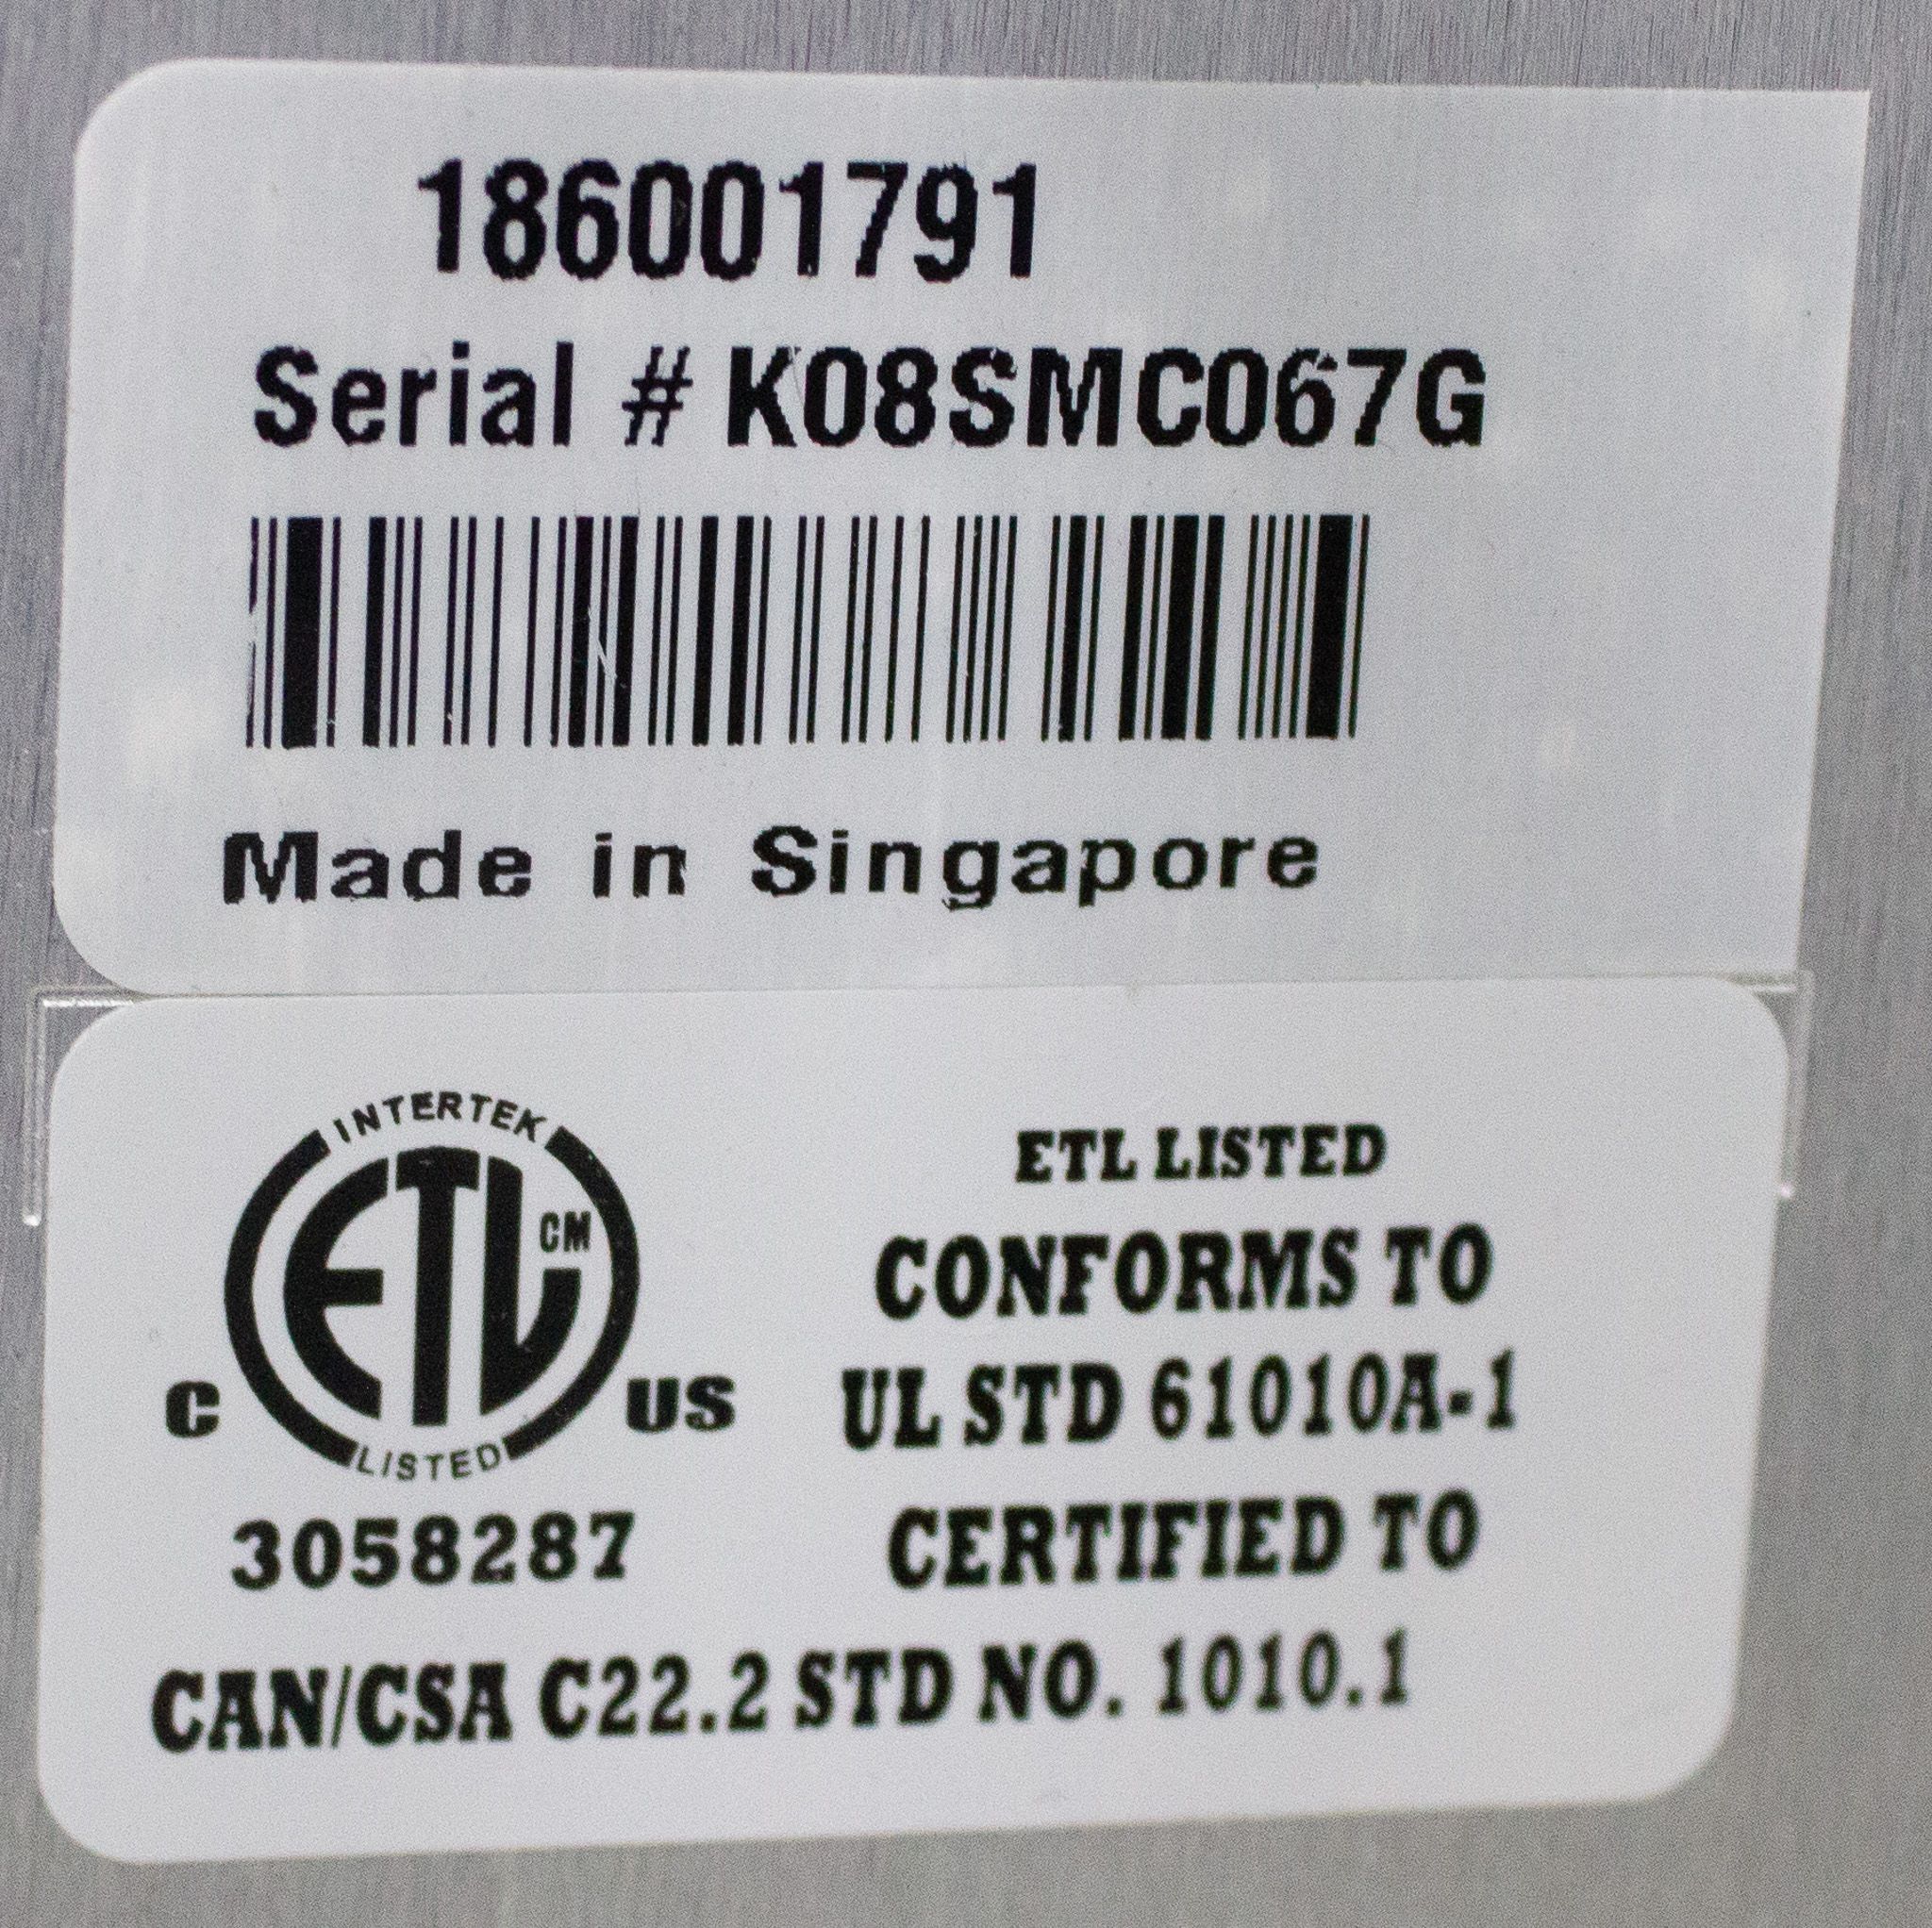 186001791
Serial # K08SMC067G
Made in Singapore
INTERTEK
ETL CM
LISTED
C US
3058287
ETL LISTED
CONFORMS TO
UL STD 61010A-1
CERTIFIED TO
CAN/CSA C22.2 STD NO. 1010.1